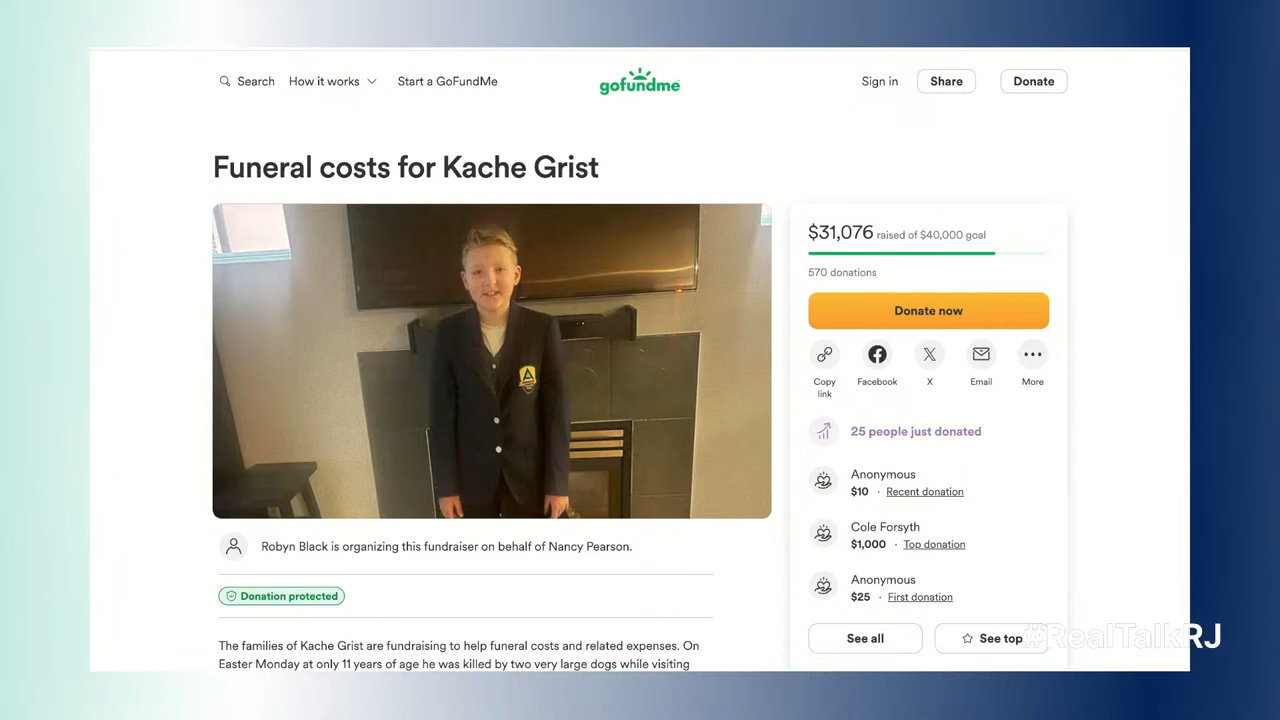 Search
How it works
Start a GoFundMe
gofundme
Sign in
Share
Donate
Funeral costs for Kache Grist
$31,076 raised of $40,000 goal
570 donations
Donate now
Copy
link
Facebook
X
Email
More
25 people just donated
Anonymous
$10 · Recent donation
Cole Forsyth
$1,000 · Top donation
Anonymous
$25 · First donation
See all
See top
Robyn Black is organizing this fundraiser on behalf of Nancy Pearson.
Donation protected
The families of Kache Grist are fundraising to help funeral costs and related expenses. On
Easter Monday at only 11 years of age he was killed by two very large dogs while visiting
#RealTalkRJ